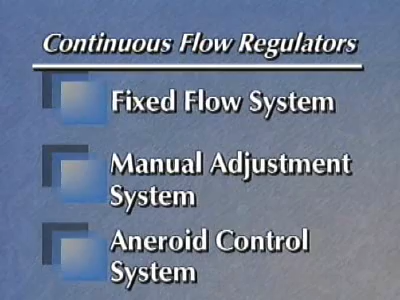 Continuous Flow Regulators
Fixed Flow System
Manual Adjustment
System
Aneroid Control
System